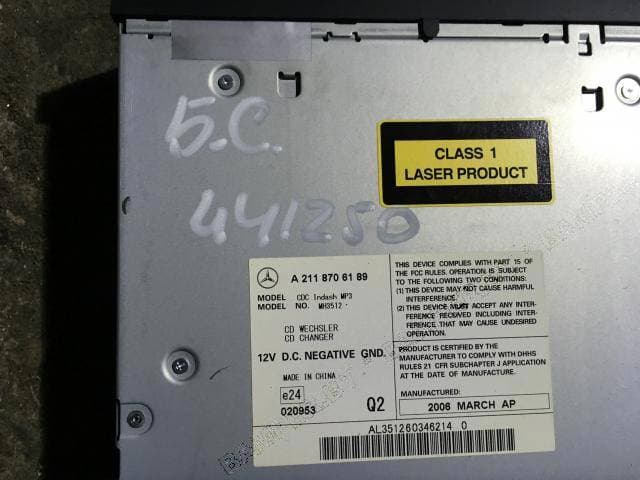 Б.С.
441250
CLASS 1
LASER PRODUCT
A 211 870 61 89
MODEL CDC Indash MP3
MODEL NO. MH3512
CD WECHSLER
CD CHANGER
12V D.C. NEGATIVE GND.
MADE IN CHINA
e24
020953 Q2
THIS DEVICE COMPLIES WITH PART 15 OF
THE FCC RULES. OPERATION IS SUBJECT
TO THE FOLLOWING TWO CONDITIONS:
(1) THIS DEVICE MAY NOT CAUSE HARMFUL
INTERFERENCE.
(2) THIS DEVICE MUST ACCEPT ANY INTER-
FERENCE RECEIVED INCLUDING INTER-
FERENCE THAT MAY CAUSE UNDESIRED
OPERATION.
PRODUCT IS CERTIFIED BY THE
MANUFACTURER TO COMPLY WITH DHHS
RULES 21 CFR SUBCHAPTER J APPLICATION
AT THE DATE OF MANUFACTURE.
MANUFACTURED:
2006 MARCH AP
AL351260346214 0